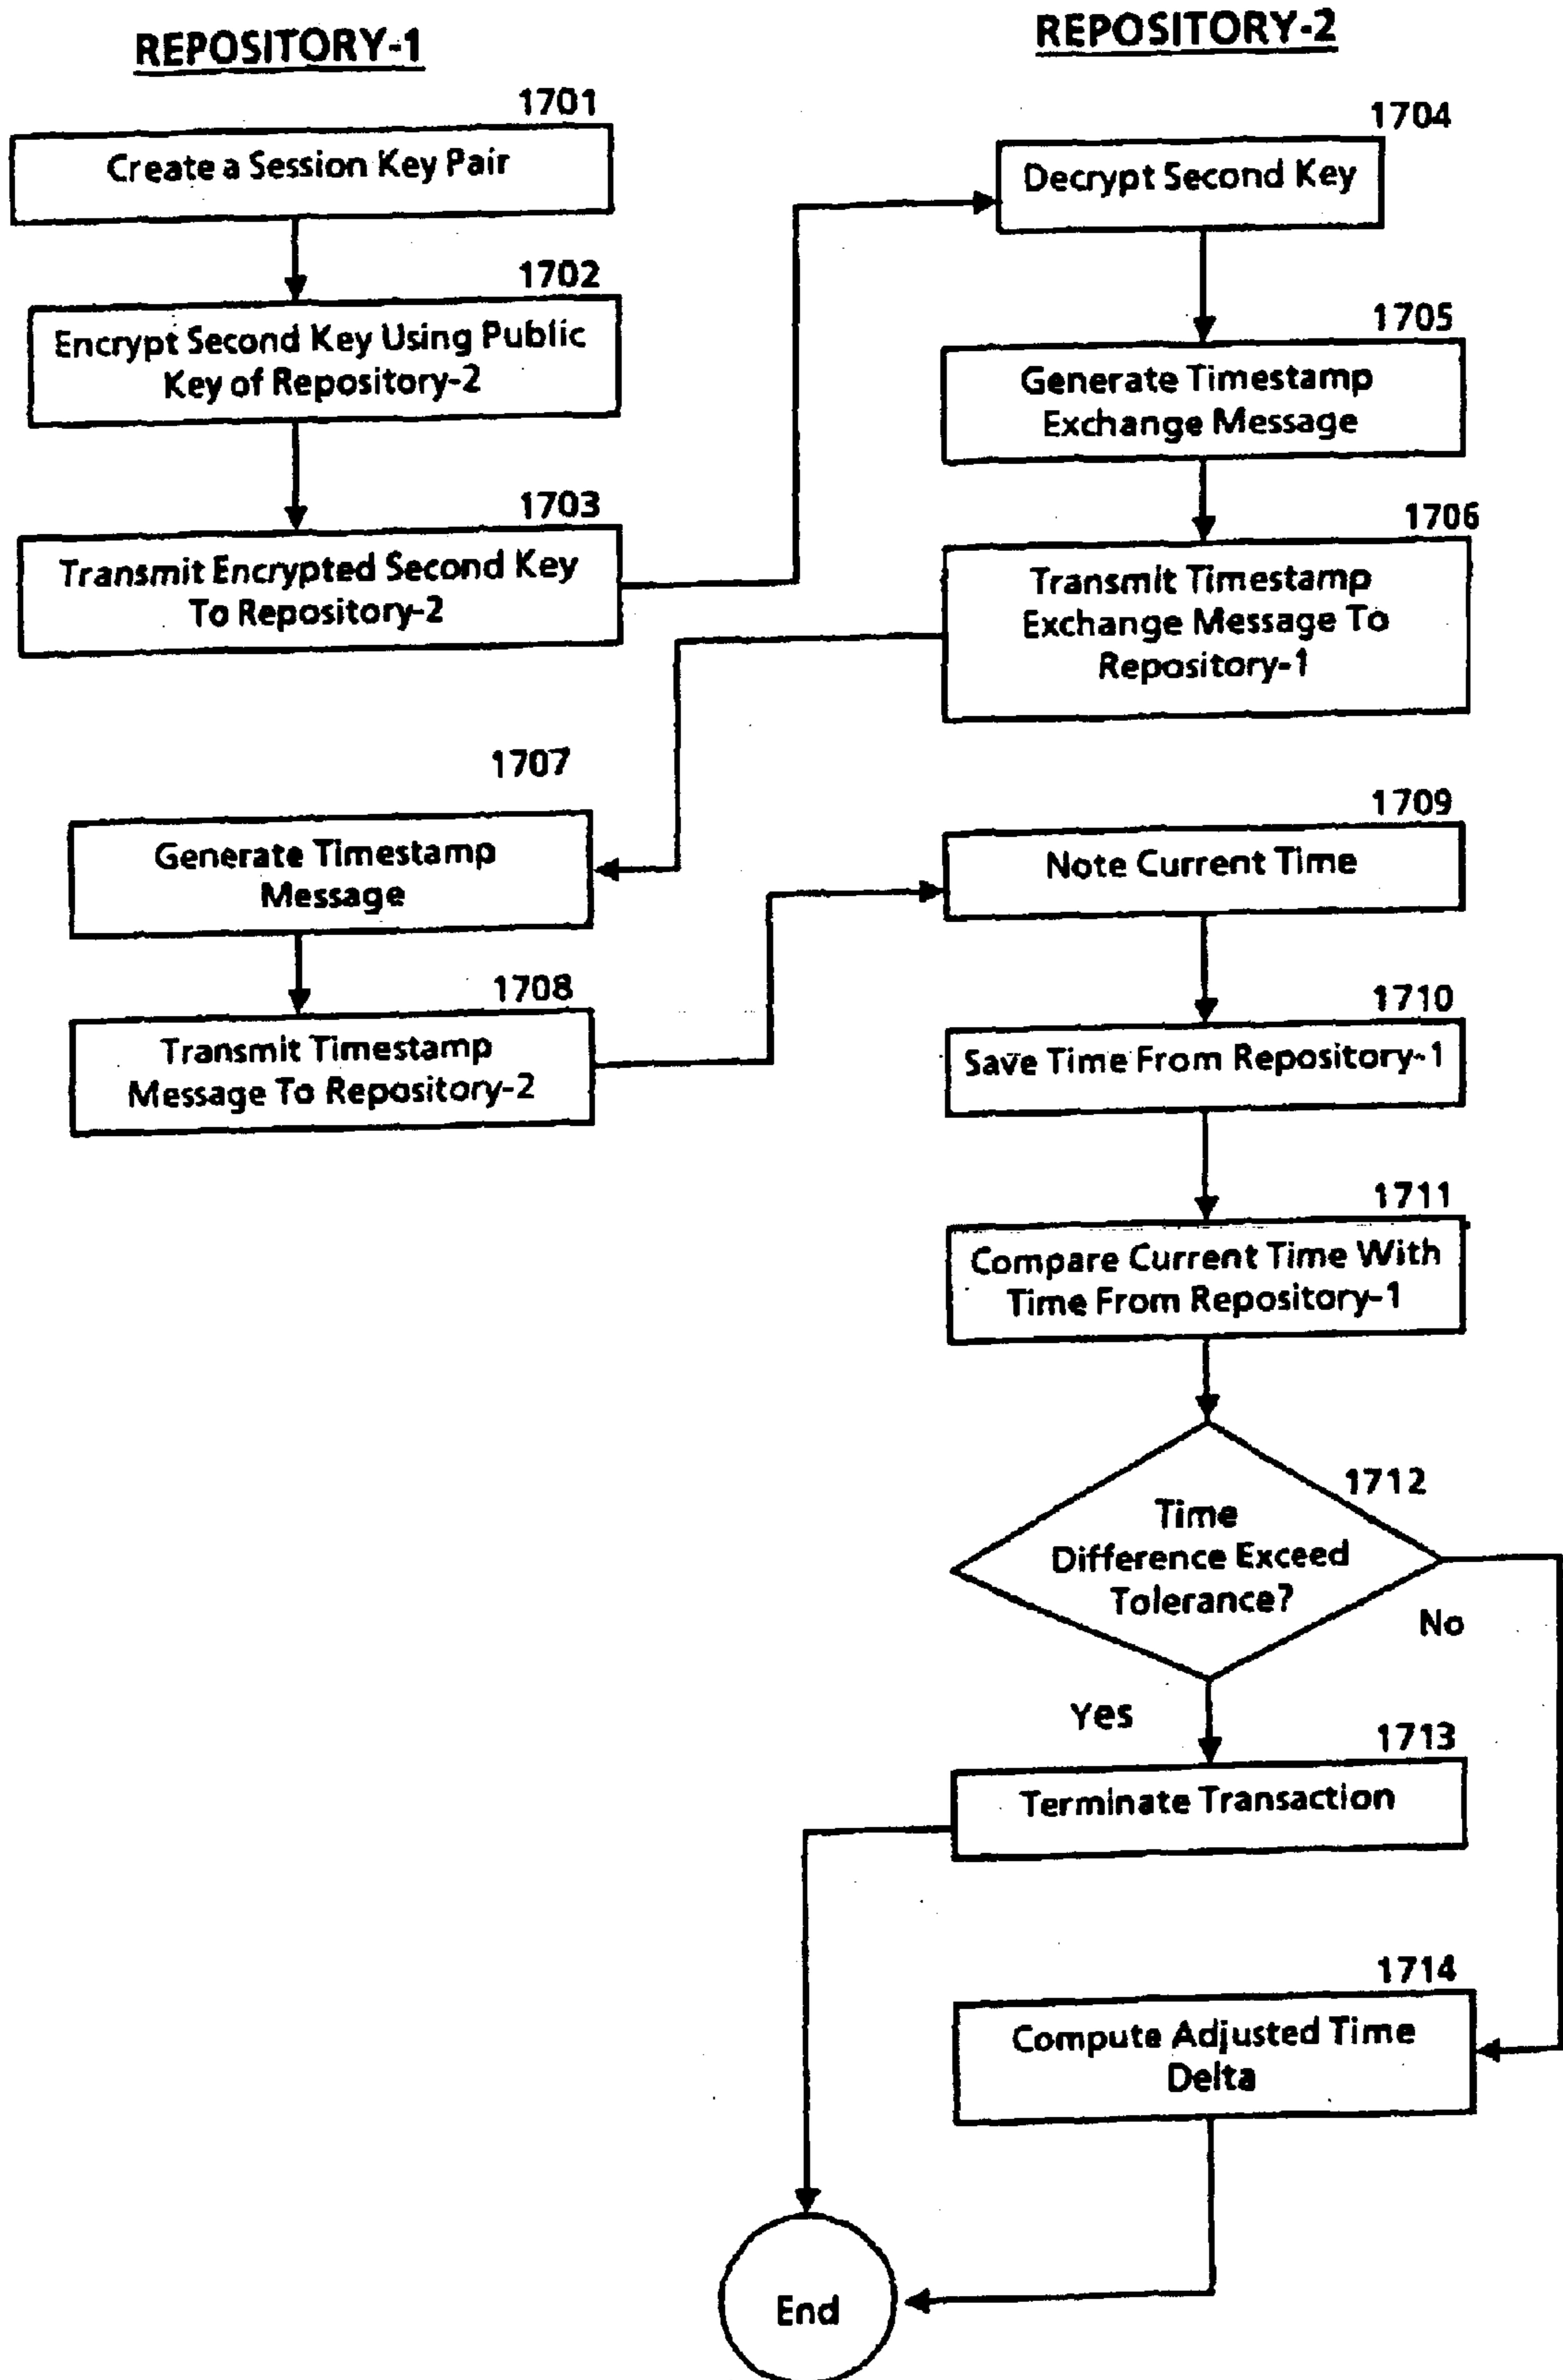 REPOSITORY-1
1701
Create a Session Key Pair
1702
Encrypt Second Key Using Public
Key of Repository-2
1703
Transmit Encrypted Second Key
To Repository-2
REPOSITORY-2
1704
Decrypt Second Key
1705
Generate Timestamp
Exchange Message
1706
Transmit Timestamp
Exchange Message To
Repository-1
1707
Generate Timestamp
Message
1708
Transmit Timestamp
Message To Repository-2
1709
Note Current Time
1710
Save Time From Repository-1
1711
Compare Current Time With
Time From Repository-1
1712
Time
Difference Exceed
Tolerance?
No
Yes
1713
Terminate Transaction
1714
Compute Adjusted Time
Delta
End